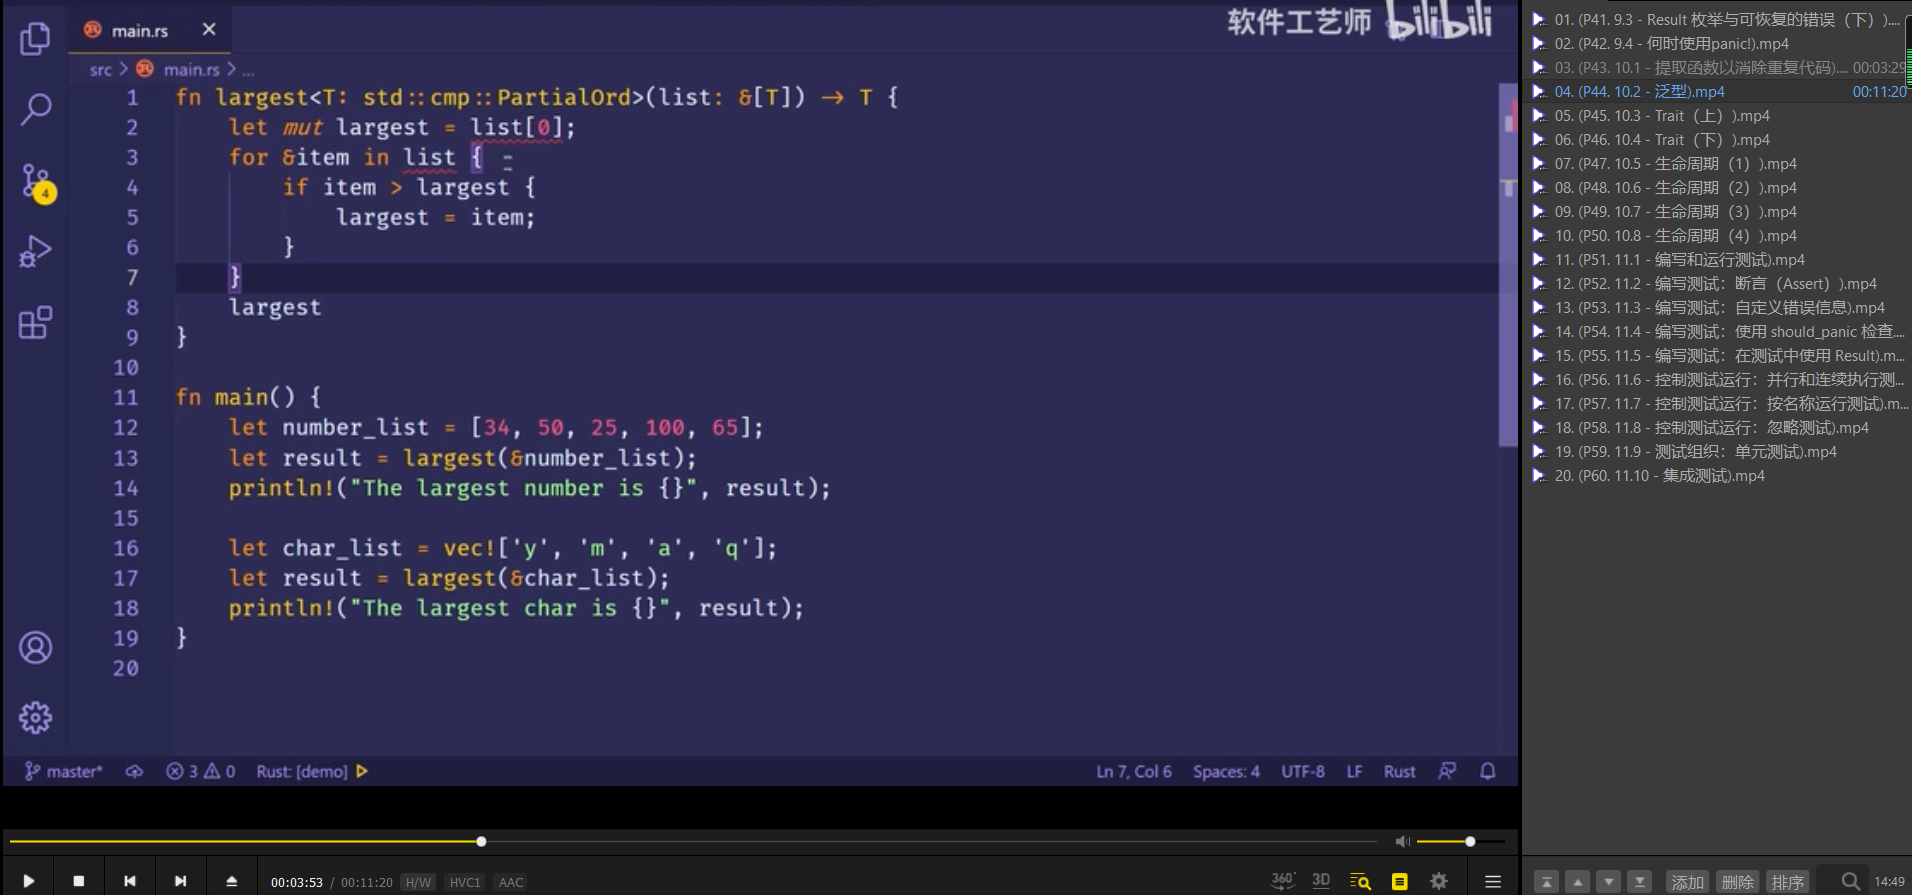 main.rs
软件工艺师 bilibili
src > main.rs > ...
1 fn largest<T: std::cmp::PartialOrd>(list: &[T]) -> T {
2 let mut largest = list[0];
3 for &item in list {
4 if item > largest {
5 largest = item;
6 }
7 }
8 largest
9 }
10
11 fn main() {
12 let number_list = [34, 50, 25, 100, 65];
13 let result = largest(&number_list);
14 println!("The largest number is {}", result);
15
16 let char_list = vec!['y', 'm', 'a', 'q'];
17 let result = largest(&char_list);
18 println!("The largest char is {}", result);
19 }
20
4
master* 3 0 Rust: [demo] Ln 7, Col 6 Spaces: 4 UTF-8 LF Rust
00:03:53 / 00:11:20 H/W HVC1 AAC 360° 3D
01. (P41. 9.3 - Result 枚举与可恢复的错误（下）)....
02. (P42. 9.4 - 何时使用panic!).mp4
03. (P43. 10.1 - 提取函数以消除重复代码).... 00:03:29
04. (P44. 10.2 - 泛型).mp4 00:11:20
05. (P45. 10.3 - Trait（上）).mp4
06. (P46. 10.4 - Trait（下）).mp4
07. (P47. 10.5 - 生命周期（1）).mp4
08. (P48. 10.6 - 生命周期（2）).mp4
09. (P49. 10.7 - 生命周期（3）).mp4
10. (P50. 10.8 - 生命周期（4）).mp4
11. (P51. 11.1 - 编写和运行测试).mp4
12. (P52. 11.2 - 编写测试：断言（Assert）).mp4
13. (P53. 11.3 - 编写测试：自定义错误信息).mp4
14. (P54. 11.4 - 编写测试：使用 should_panic 检查....
15. (P55. 11.5 - 编写测试：在测试中使用 Result).m...
16. (P56. 11.6 - 控制测试运行：并行和连续执行测...
17. (P57. 11.7 - 控制测试运行：按名称运行测试).m...
18. (P58. 11.8 - 控制测试运行：忽略测试).mp4
19. (P59. 11.9 - 测试组织：单元测试).mp4
20. (P60. 11.10 - 集成测试).mp4
添加 删除 排序 14:49